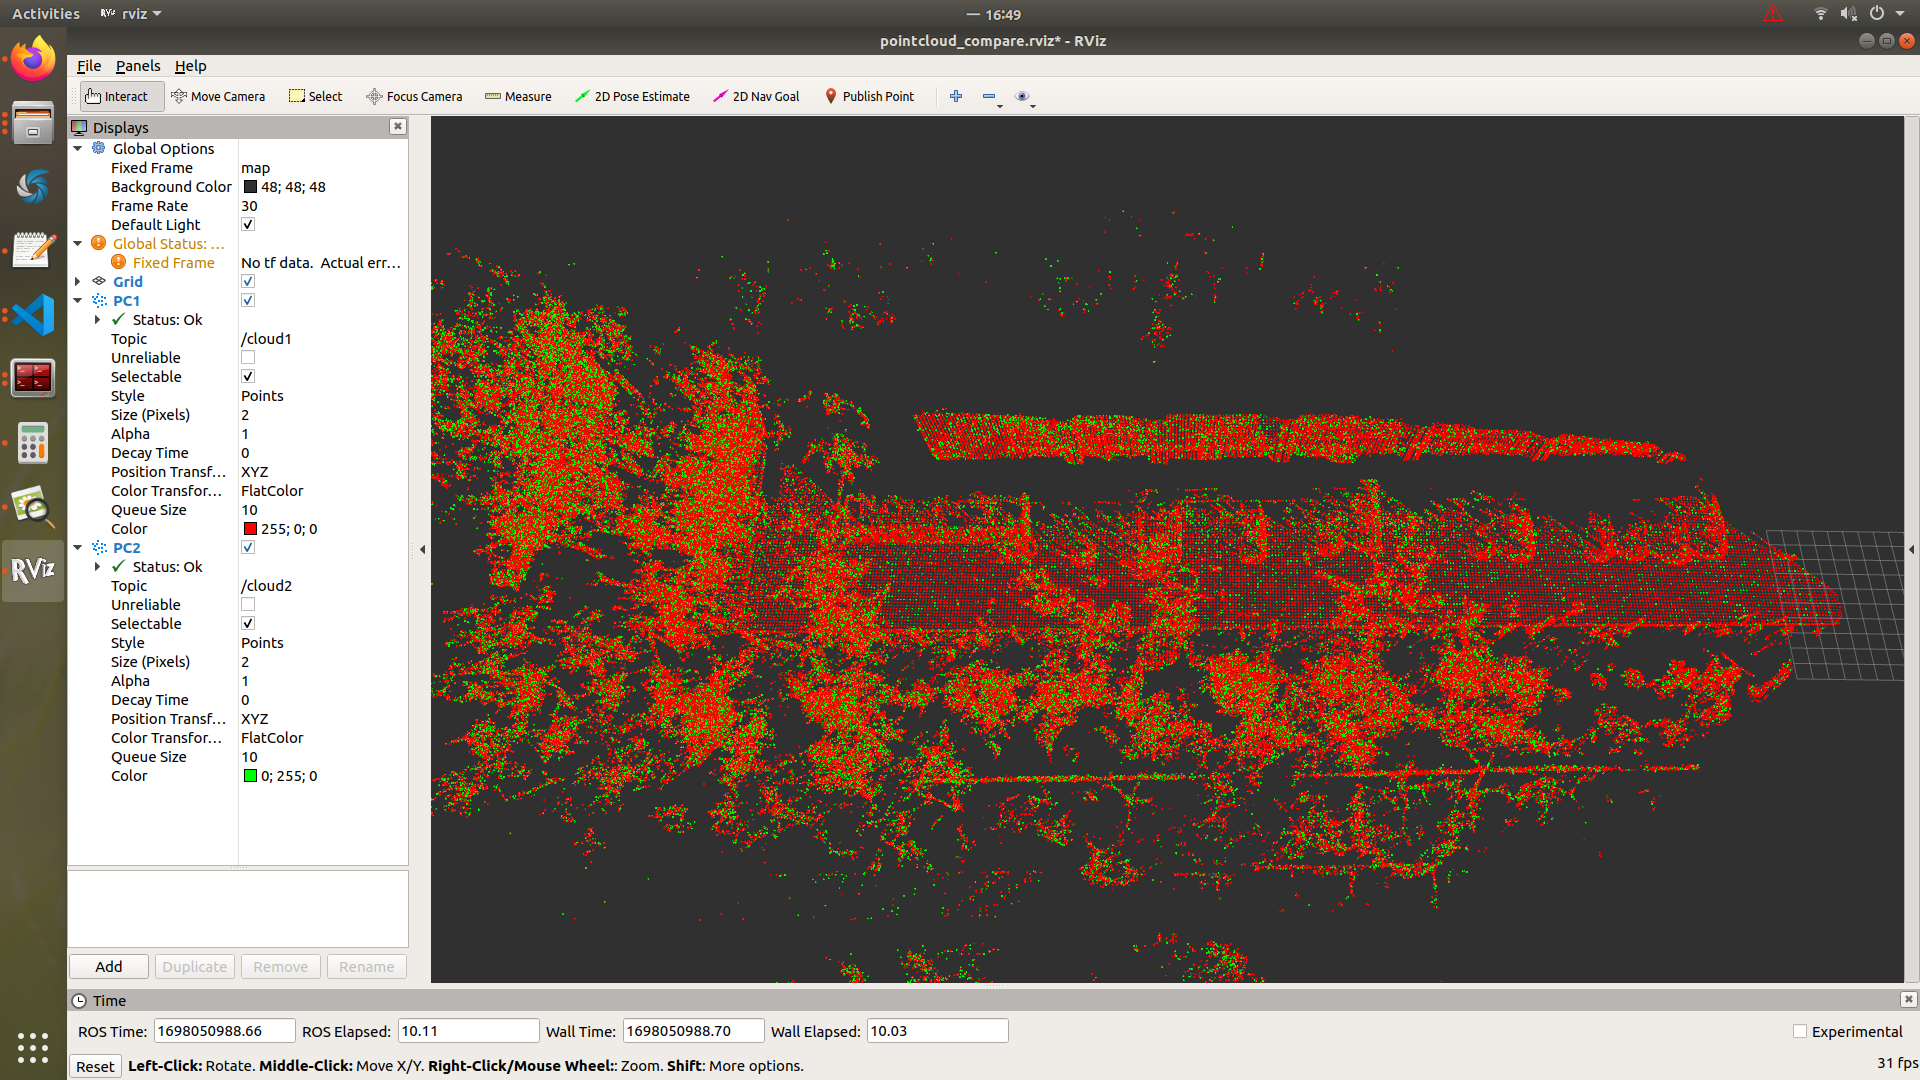 Activities rviz 16:49
pointcloud_compare.rviz* - RViz
File Panels Help
Interact Move Camera Select Focus Camera Measure 2D Pose Estimate 2D Nav Goal Publish Point
Displays
Global Options
Fixed Frame map
Background Color 48; 48; 48
Frame Rate 30
Default Light
Global Status: ...
Fixed Frame No tf data. Actual err...
Grid
PC1
Status: Ok
Topic /cloud1
Unreliable
Selectable
Style Points
Size (Pixels) 2
Alpha 1
Decay Time 0
Position Transf... XYZ
Color Transfor... FlatColor
Queue Size 10
Color 255; 0; 0
PC2
Status: Ok
Topic /cloud2
Unreliable
Selectable
Style Points
Size (Pixels) 2
Alpha 1
Decay Time 0
Position Transf... XYZ
Color Transfor... FlatColor
Queue Size 10
Color 0; 255; 0
RViz
Add Duplicate Remove Rename
Time
ROS Time: 1698050988.66 ROS Elapsed: 10.11 Wall Time: 1698050988.70 Wall Elapsed: 10.03 Experimental
Reset Left-Click: Rotate. Middle-Click: Move X/Y. Right-Click/Mouse Wheel:: Zoom. Shift: More options. 31 fps